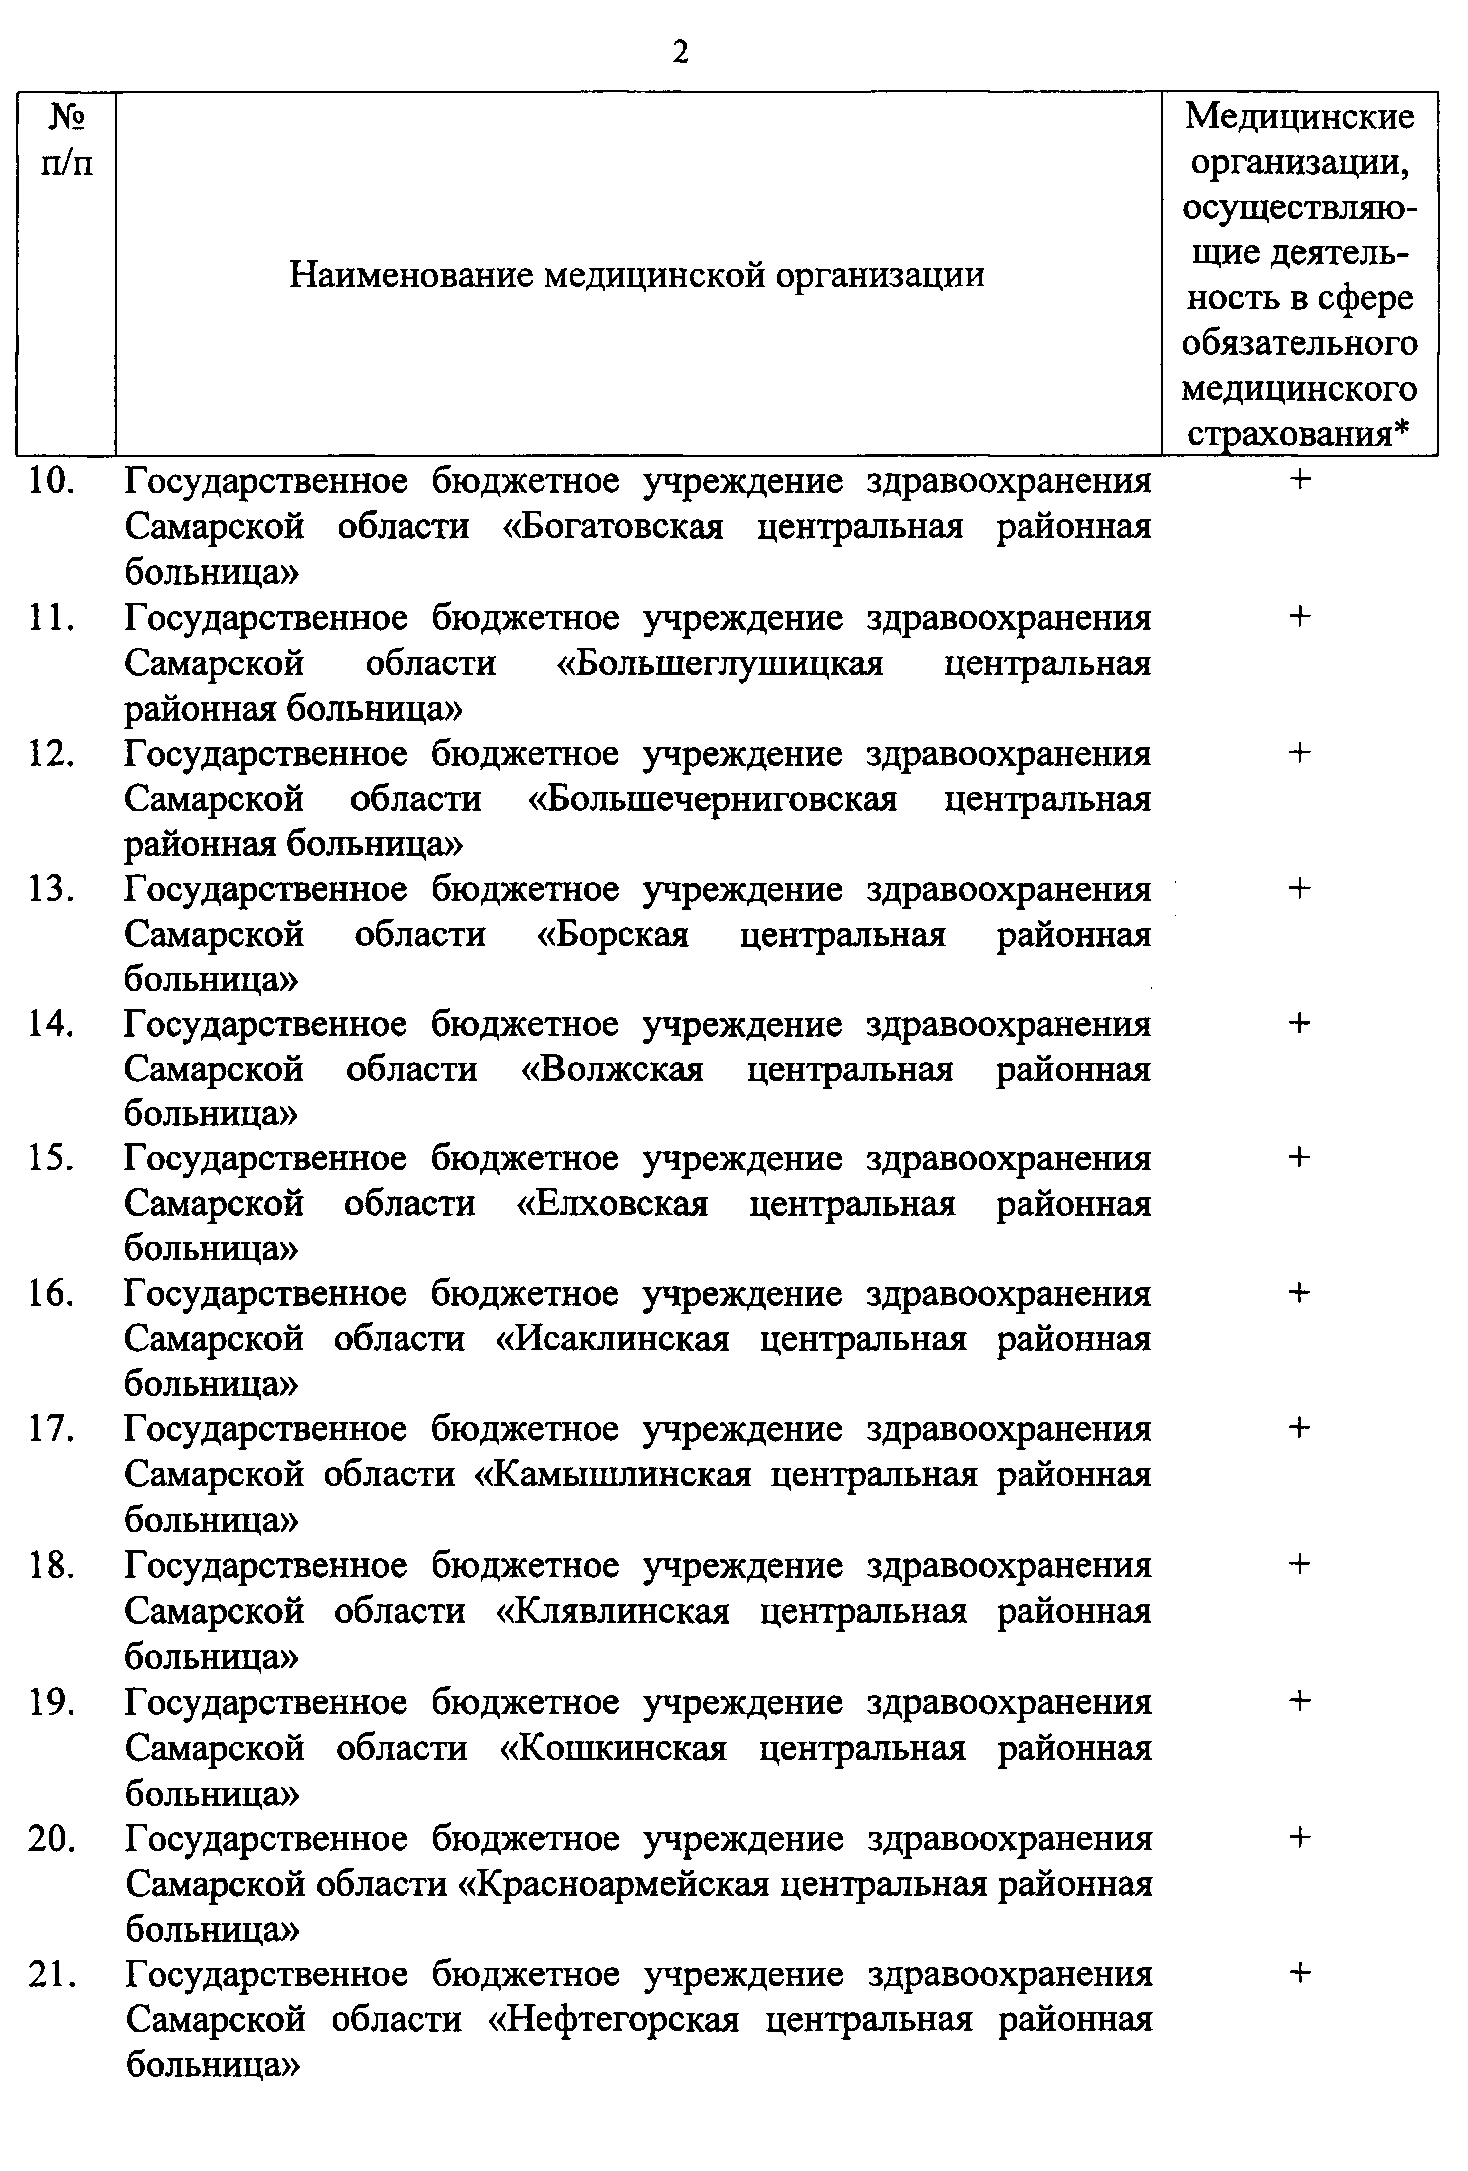 2
№
п/п
Наименование медицинской организации
Медицинские
организации,
осуществляю-
щие деятель-
ность в сфере
обязательного
медицинского
страхования*
10. Государственное бюджетное учреждение здравоохранения +
Самарской области «Богатовская центральная районная
больница»
11. Государственное бюджетное учреждение здравоохранения +
Самарской области «Большеглушицкая центральная
районная больница»
12. Государственное бюджетное учреждение здравоохранения +
Самарской области «Большечерниговская центральная
районная больница»
13. Государственное бюджетное учреждение здравоохранения +
Самарской области «Борская центральная районная
больница»
14. Государственное бюджетное учреждение здравоохранения +
Самарской области «Волжская центральная районная
больница»
15. Государственное бюджетное учреждение здравоохранения +
Самарской области «Елховская центральная районная
больница»
16. Государственное бюджетное учреждение здравоохранения +
Самарской области «Исаклинская центральная районная
больница»
17. Государственное бюджетное учреждение здравоохранения +
Самарской области «Камышлинская центральная районная
больница»
18. Государственное бюджетное учреждение здравоохранения +
Самарской области «Клявлинская центральная районная
больница»
19. Государственное бюджетное учреждение здравоохранения +
Самарской области «Кошкинская центральная районная
больница»
20. Государственное бюджетное учреждение здравоохранения +
Самарской области «Красноармейская центральная районная
больница»
21. Государственное бюджетное учреждение здравоохранения +
Самарской области «Нефтегорская центральная районная
больница»